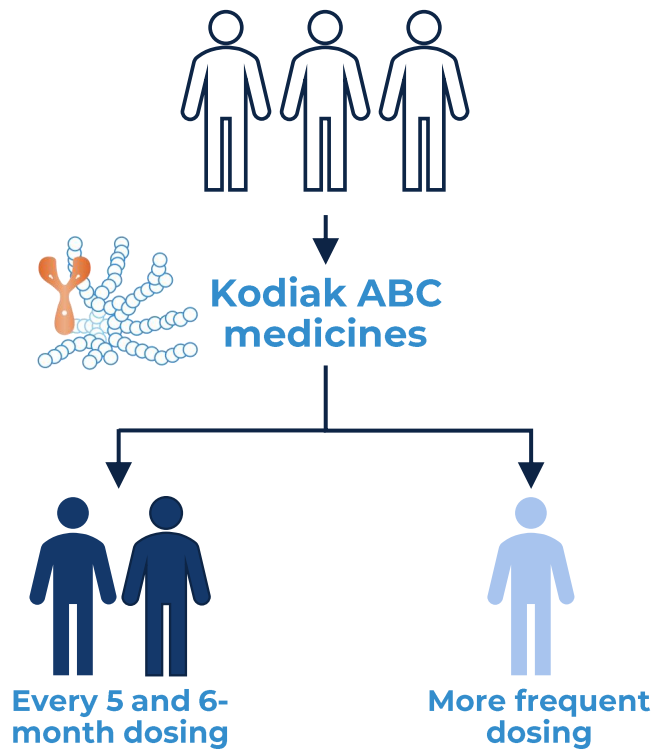 Kodiak ABC
medicines
Every 5 and 6-
month dosing
More frequent
dosing